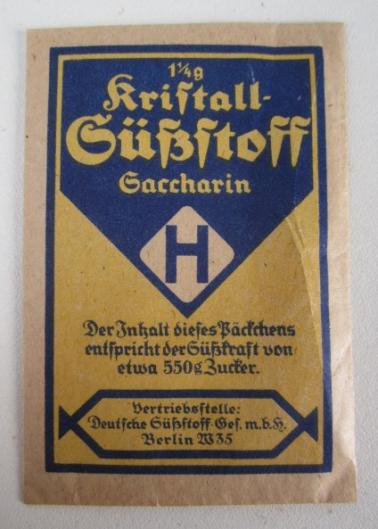 1¼g
Kristall-
Süßstoff
Saccharin
H
Der Inhalt dieses Päckchens
entspricht der Süßkraft von
etwa 550g Zucker.
Vertriebsstelle:
Deutsche Süßstoff-Ges. m.b.H.
Berlin W35